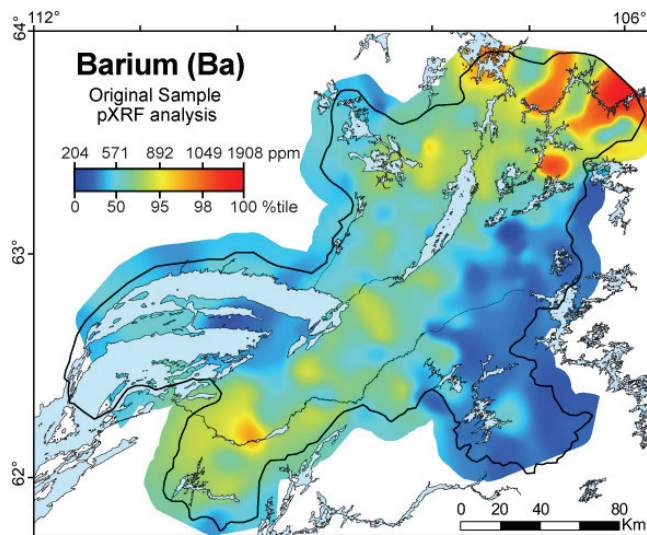 112°
106°
64°
Barium (Ba)
Original Sample
pXRF analysis
204 571 892 1049 1908 ppm
0 50 95 98 100 %tile
63°
62°
0 20 40 60 80
Km